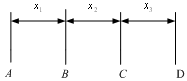 x₁ x₂ x₃
A B C D